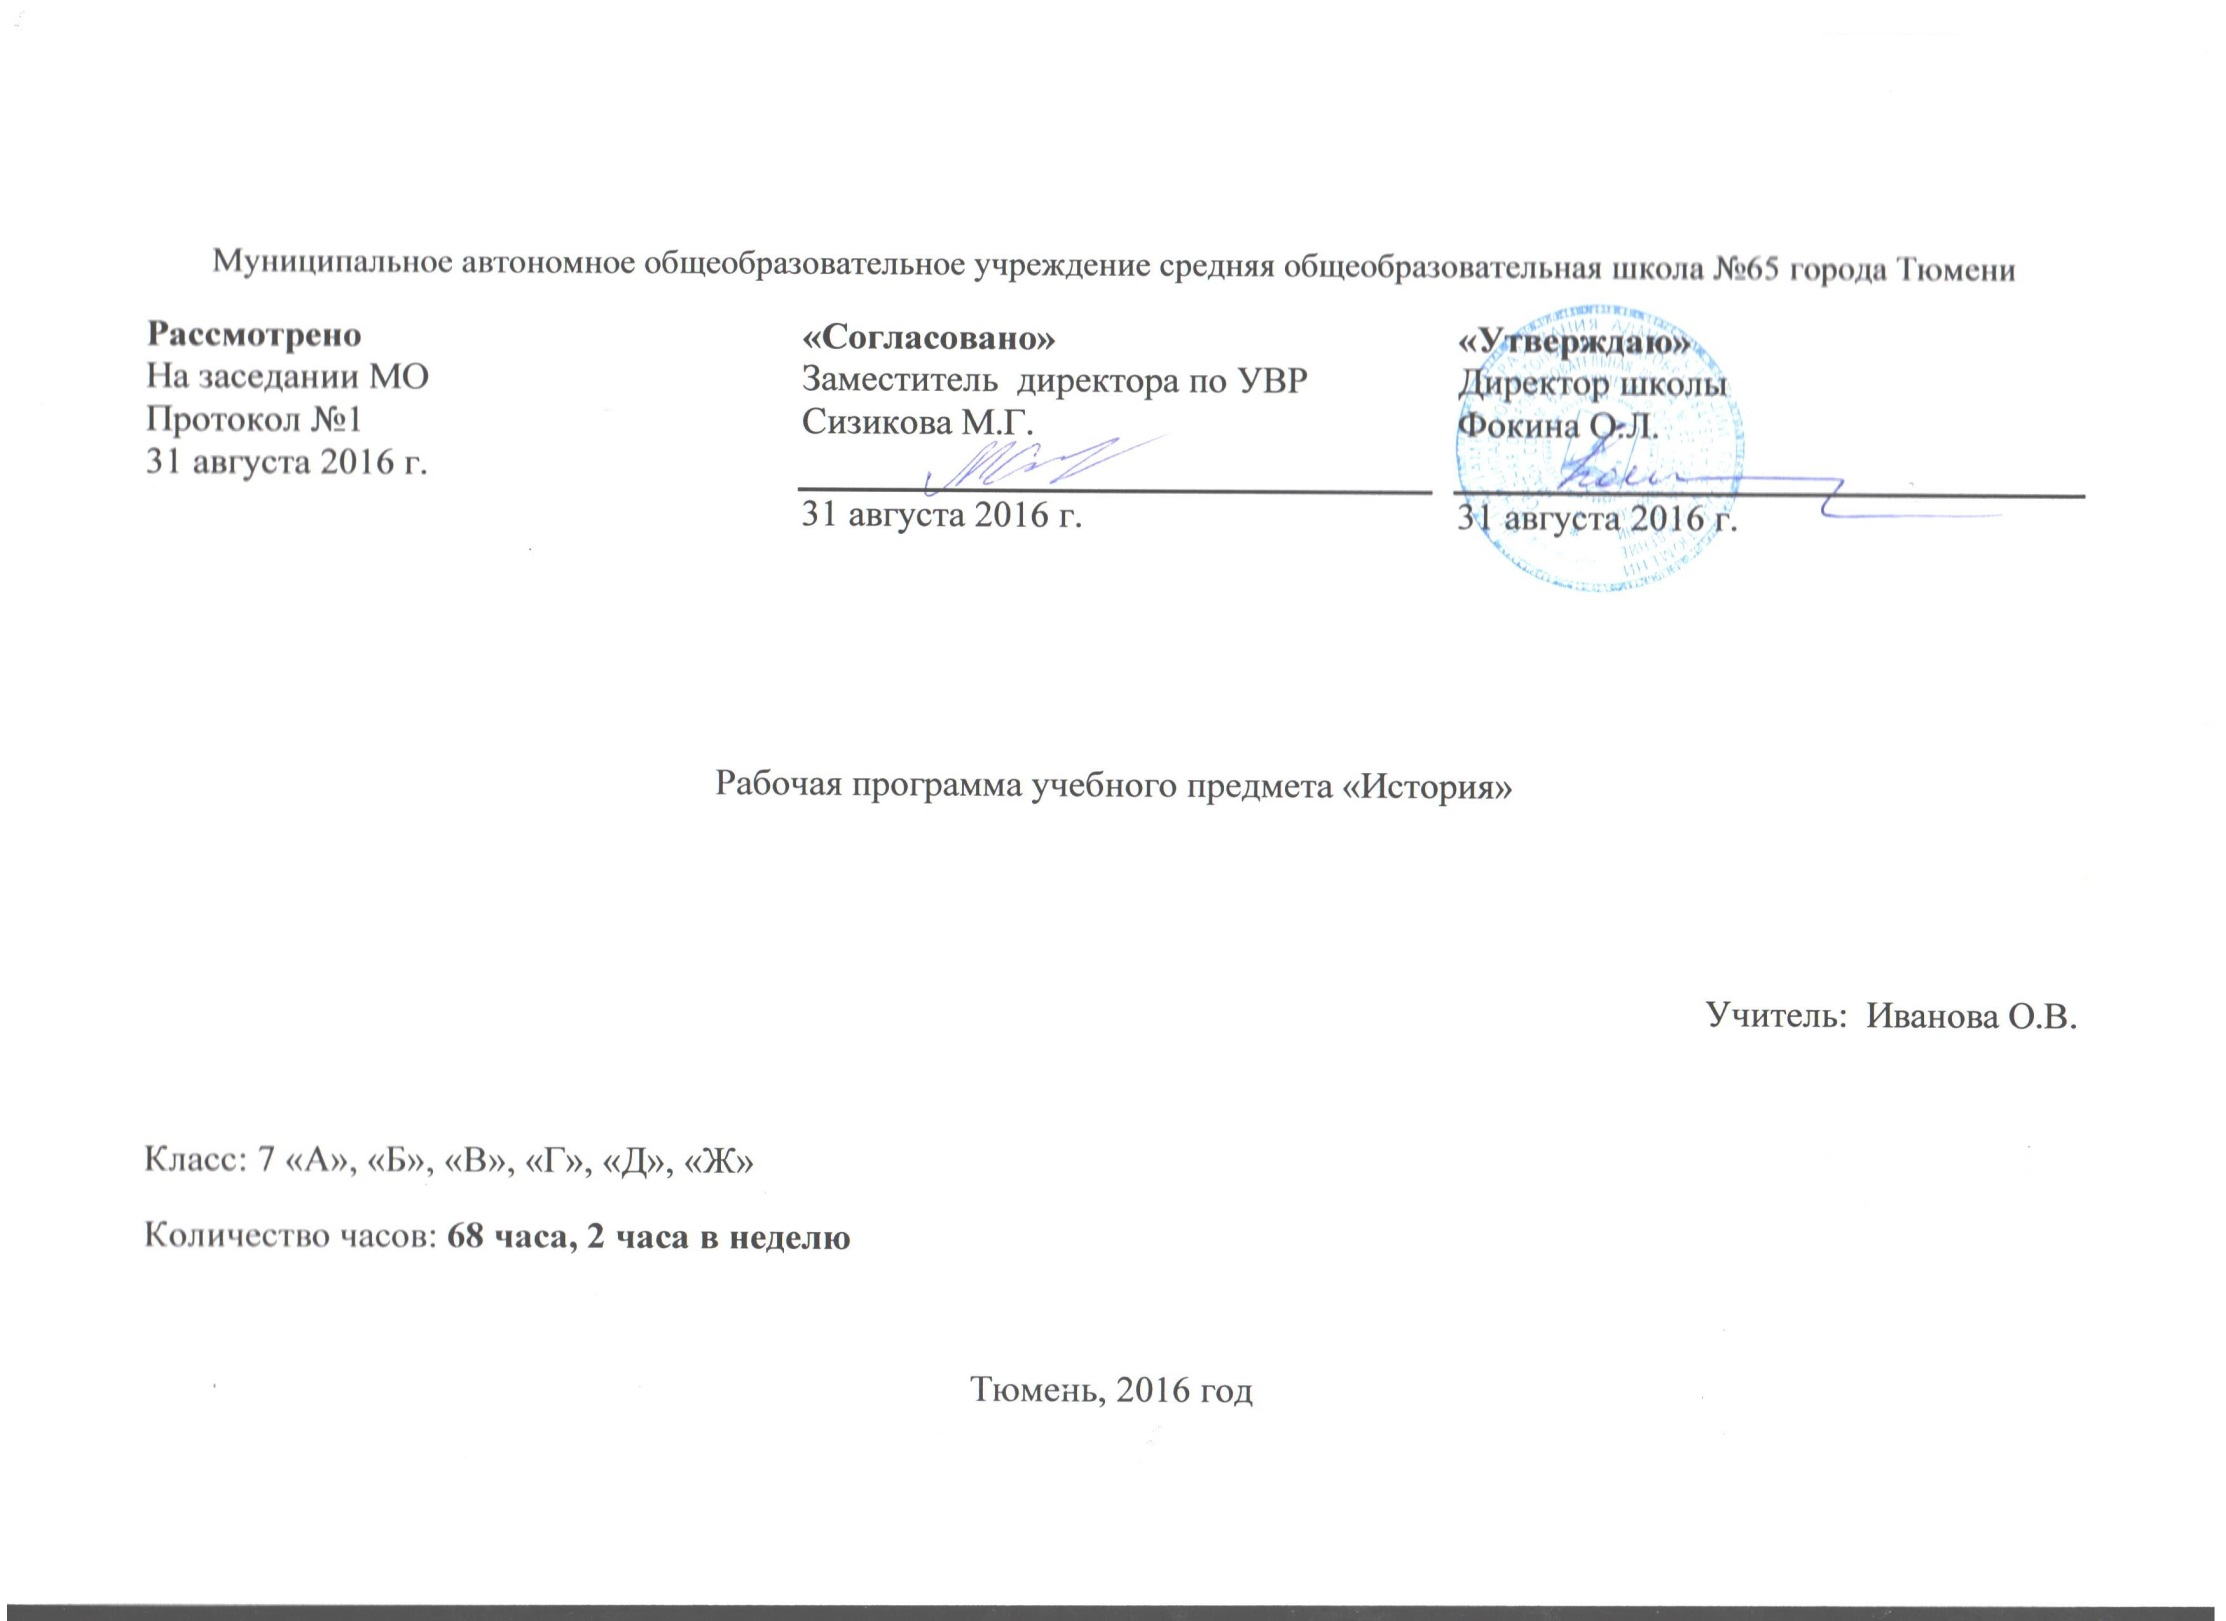 Муниципальное автономное общеобразовательное учреждение средняя общеобразовательная школа №65 города Тюмени
Рассмотрено
На заседании МО
Протокол №1
31 августа 2016 г.
«Согласовано»
Заместитель директора по УВР
Сизикова М.Г.
31 августа 2016 г.
«Утверждаю»
Директор школы
Фокина О.Л.
31 августа 2016 г.
Рабочая программа учебного предмета «История»
Учитель: Иванова О.В.
Класс: 7 «А», «Б», «В», «Г», «Д», «Ж»
Количество часов: 68 часа, 2 часа в неделю
Тюмень, 2016 год